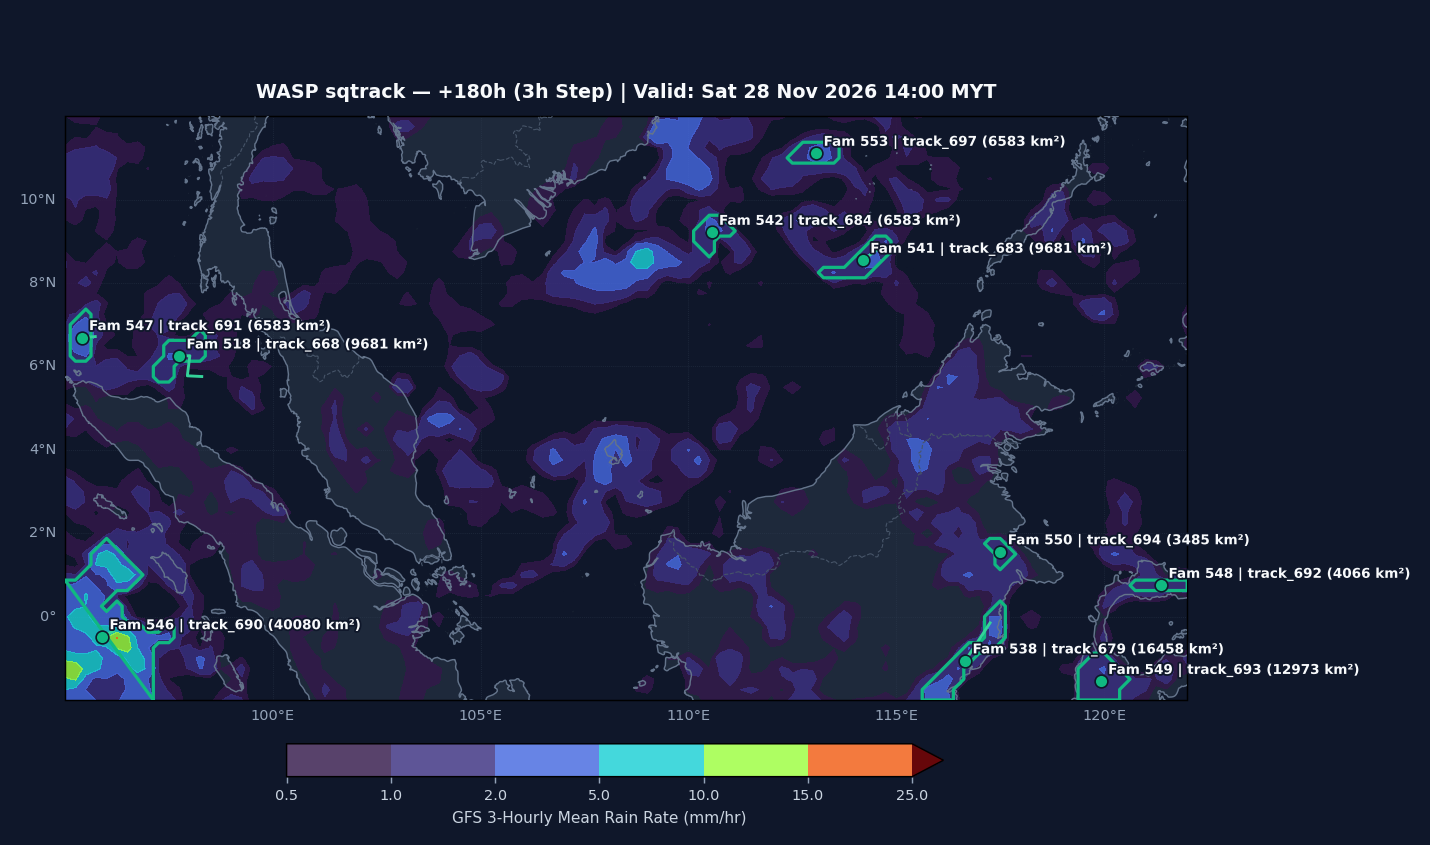 WASP sqtrack — +180h (3h Step) | Valid: Sat 28 Nov 2026 14:00 MYT
Fam 553 | track_697 (6583 km²)
10°N
Fam 542 | track_684 (6583 km²)
Fam 541 | track_683 (9681 km²)
8°N
Fam 547 | track_691 (6583 km²)
Fam 518 | track_668 (9681 km²)
6°N
4°N
2°N
Fam 550 | track_694 (3485 km²)
Fam 548 | track_692 (4066 km²)
0°
Fam 546 | track_690 (40080 km²)
Fam 538 | track_679 (16458 km²)
Fam 549 | track_693 (12973 km²)
100°E 105°E 110°E 115°E 120°E
0.5 1.0 2.0 5.0 10.0 15.0 25.0
GFS 3-Hourly Mean Rain Rate (mm/hr)